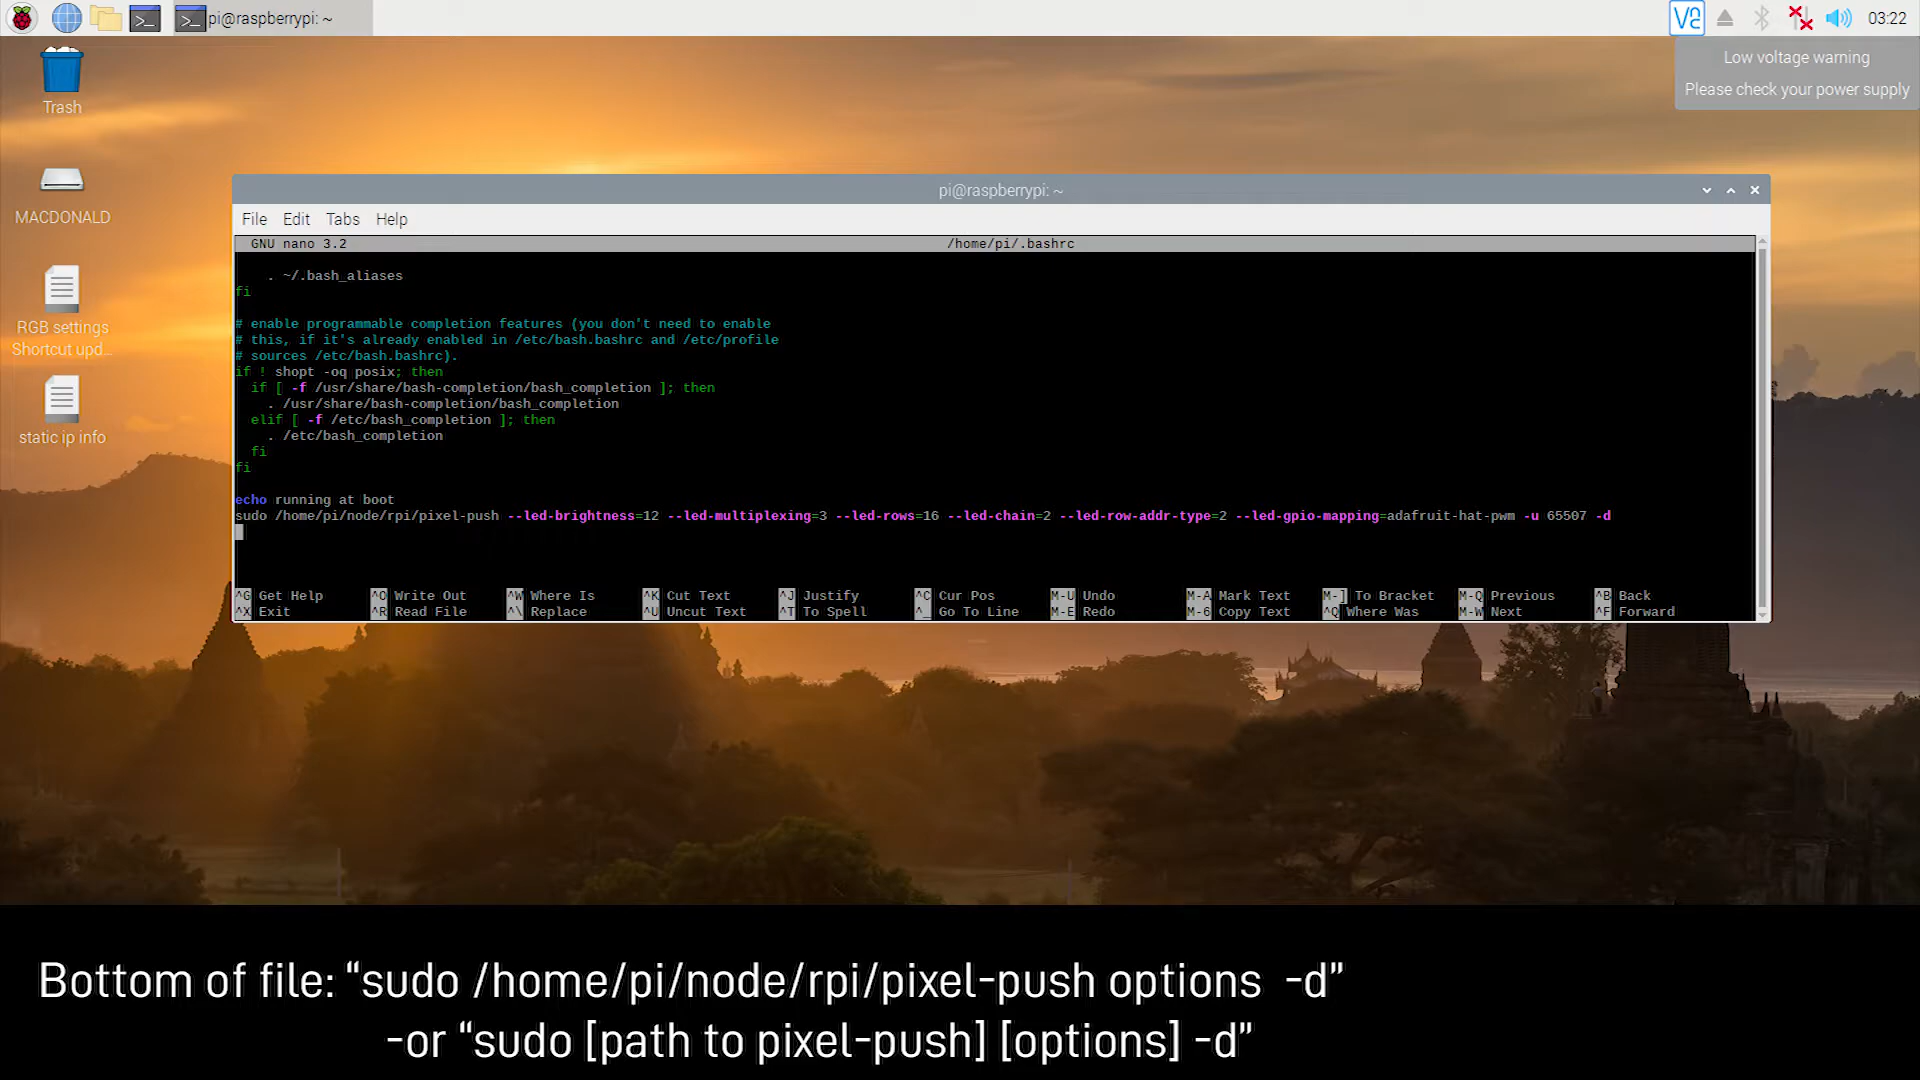 pi@raspberrypi: ~
03:22
Low voltage warning
Please check your power supply
Trash
MACDONALD
RGB settings
Shortcut upd...
static ip info
pi@raspberrypi: ~
File Edit Tabs Help
GNU nano 3.2 /home/pi/.bashrc
. ~/.bash_aliases
fi
# enable programmable completion features (you don't need to enable
# this, if it's already enabled in /etc/bash.bashrc and /etc/profile
# sources /etc/bash.bashrc).
if ! shopt -oq posix; then
if [ -f /usr/share/bash-completion/bash_completion ]; then
. /usr/share/bash-completion/bash_completion
elif [ -f /etc/bash_completion ]; then
. /etc/bash_completion
fi
fi
echo running at boot
sudo /home/pi/node/rpi/pixel-push --led-brightness=12 --led-multiplexing=3 --led-rows=16 --led-chain=2 --led-row-addr-type=2 --led-gpio-mapping=adafruit-hat-pwm -u 65507 -d
^G Get Help ^O Write Out ^W Where Is ^K Cut Text ^J Justify ^C Cur Pos M-U Undo M-A Mark Text M-] To Bracket M-Q Previous ^B Back
^X Exit ^R Read File ^\ Replace ^U Uncut Text ^T To Spell ^_ Go To Line M-E Redo M-6 Copy Text ^Q Where Was M-W Next ^F Forward
Bottom of file: “sudo /home/pi/node/rpi/pixel-push options -d”
-or “sudo [path to pixel-push] [options] -d”